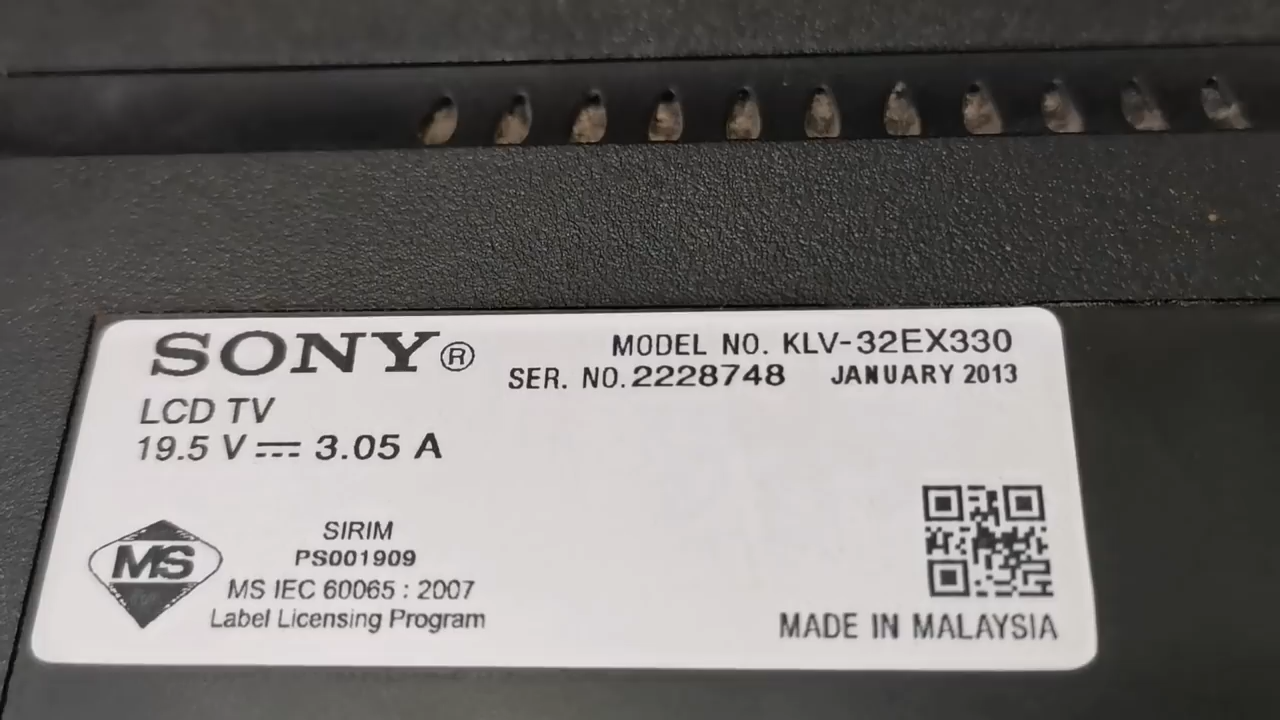 SONY®
MODEL NO. KLV-32EX330
SER. NO. 2228748 JANUARY 2013
LCD TV
19.5 V ⎓ 3.05 A
MS
SIRIM
PS001909
MS IEC 60065 : 2007
Label Licensing Program
MADE IN MALAYSIA